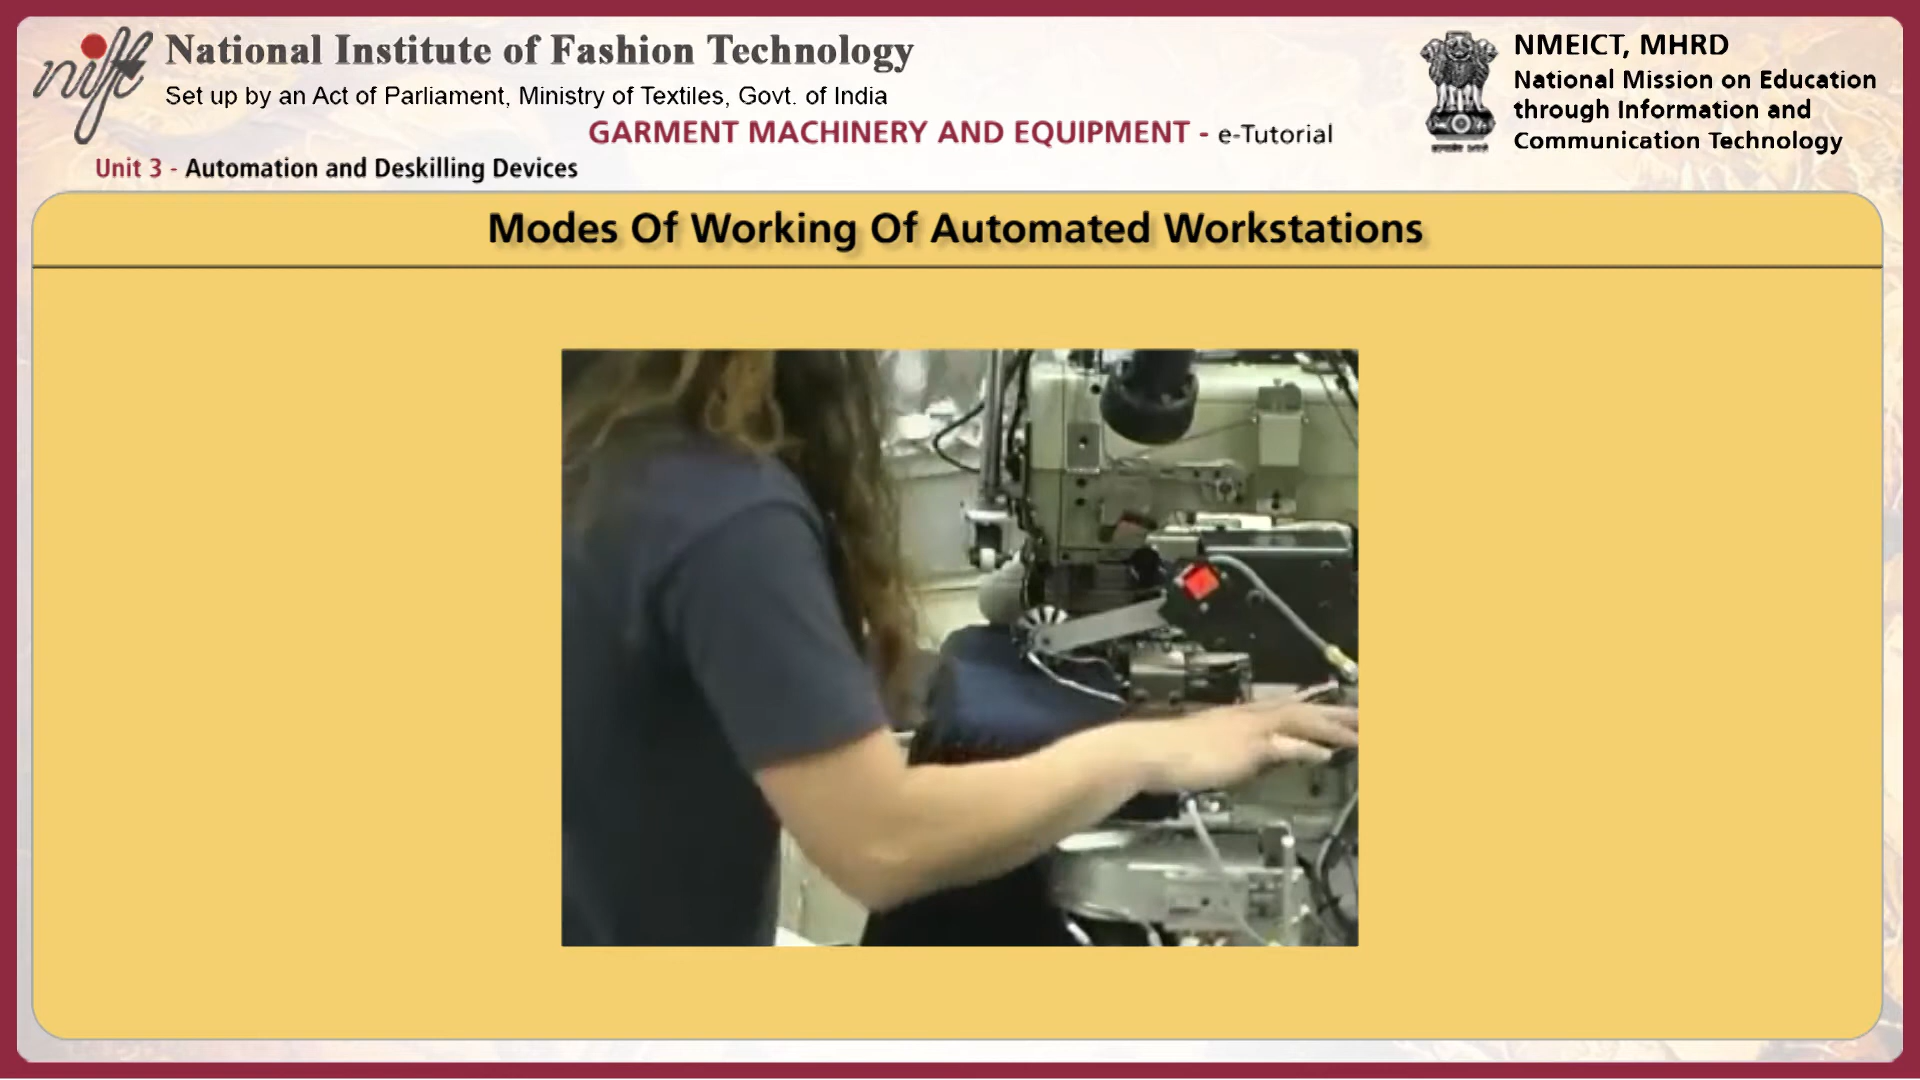 nift
National Institute of Fashion Technology
Set up by an Act of Parliament, Ministry of Textiles, Govt. of India
NMEICT, MHRD
National Mission on Education
through Information and
Communication Technology
GARMENT MACHINERY AND EQUIPMENT - e-Tutorial
Unit 3 - Automation and Deskilling Devices
Modes Of Working Of Automated Workstations